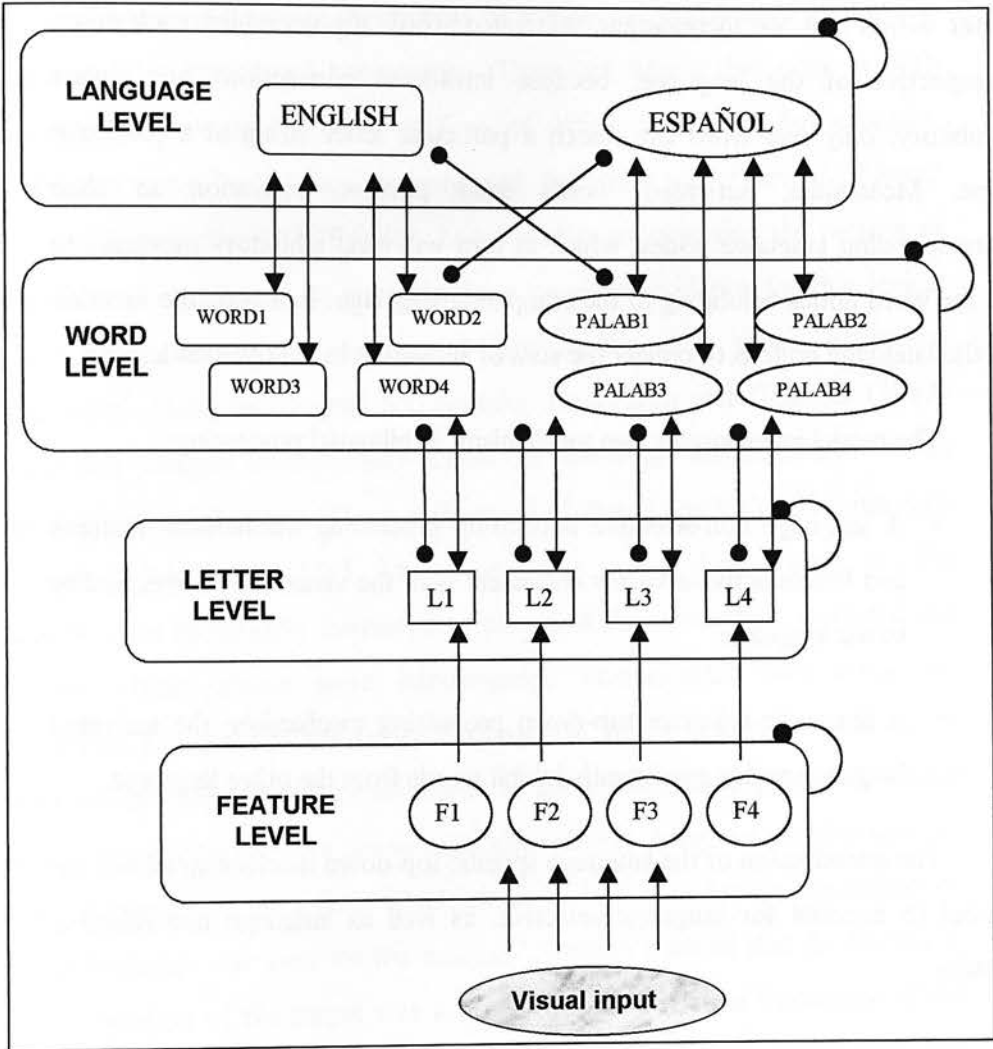 LANGUAGE
LEVEL
ENGLISH
ESPAÑOL
WORD
LEVEL
WORD1
WORD2
PALAB1
PALAB2
WORD3
WORD4
PALAB3
PALAB4
LETTER
LEVEL
L1 L2 L3 L4
FEATURE
LEVEL
F1 F2 F3 F4
Visual input